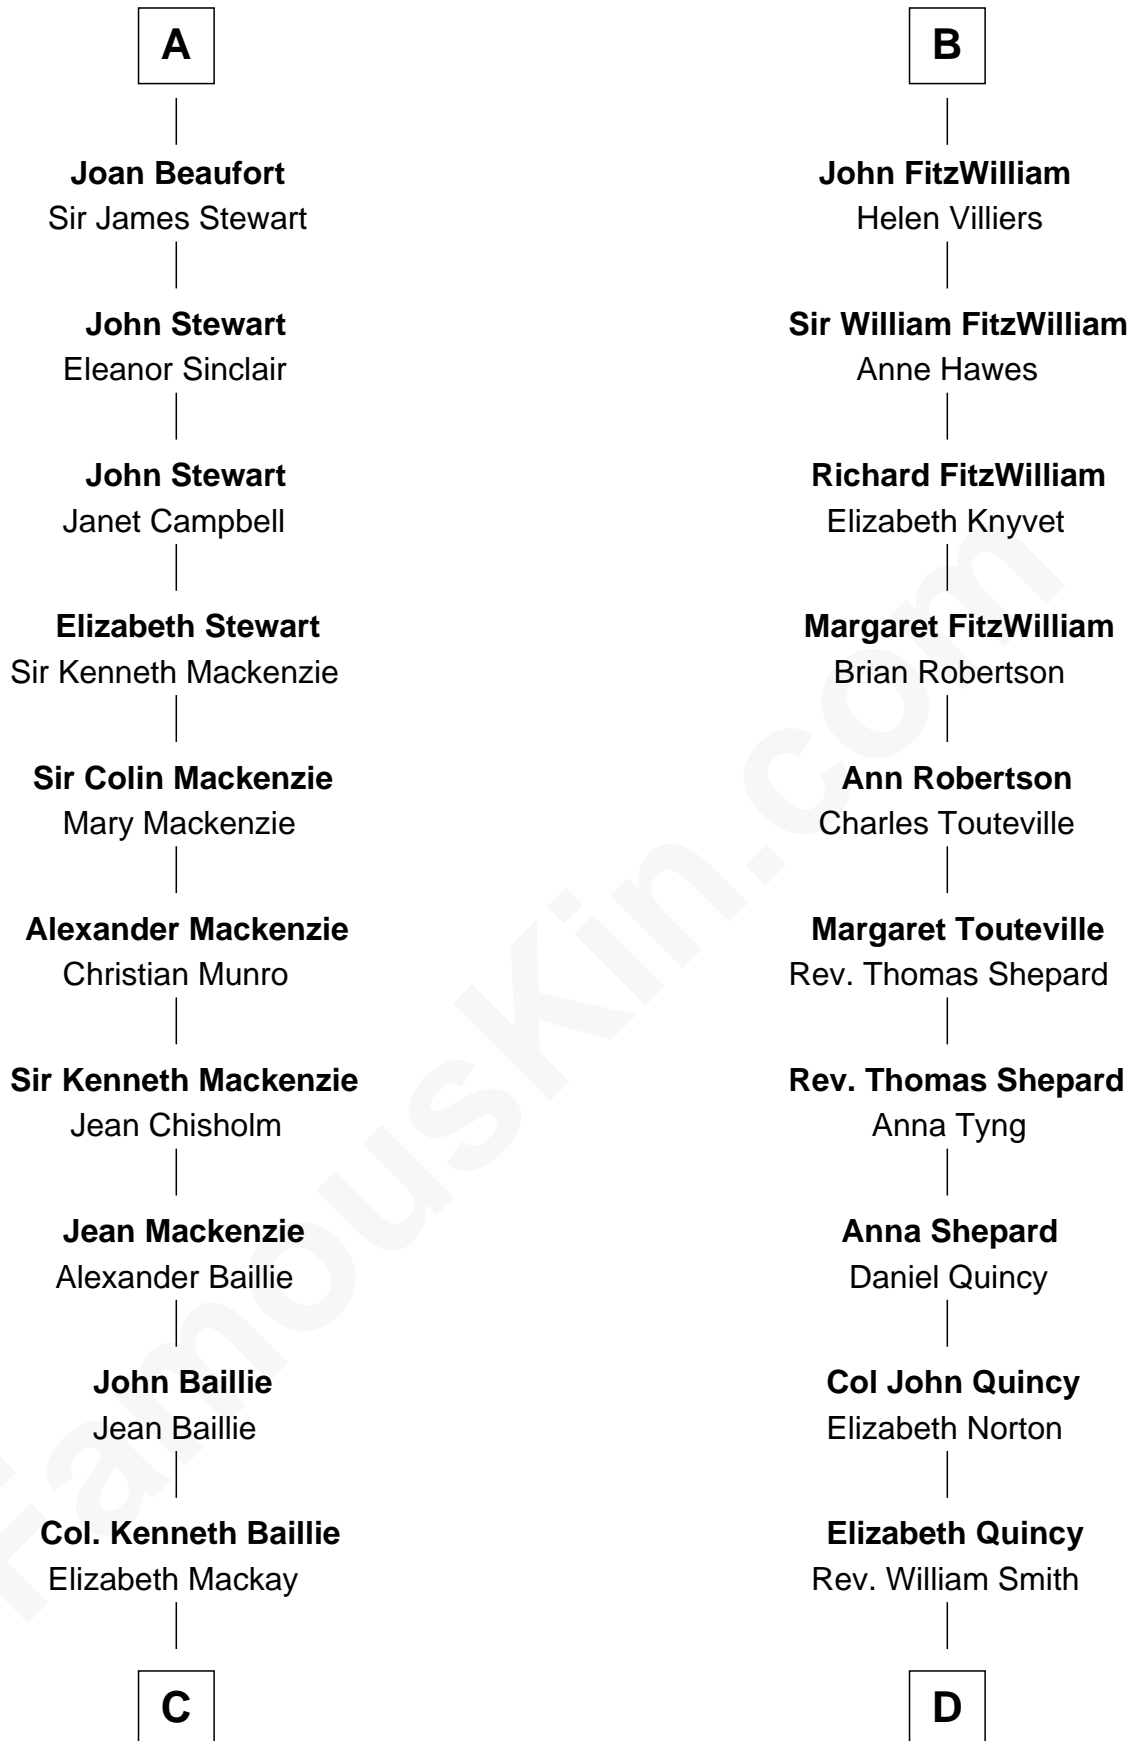 A
Joan Beaufort
Sir James Stewart
John Stewart
Eleanor Sinclair
John Stewart
Janet Campbell
Elizabeth Stewart
Sir Kenneth Mackenzie
Sir Colin Mackenzie
Mary Mackenzie
Alexander Mackenzie
Christian Munro
Sir Kenneth Mackenzie
Jean Chisholm
Jean Mackenzie
Alexander Baillie
John Baillie
Jean Baillie
Col. Kenneth Baillie
Elizabeth Mackay
C
B
John FitzWilliam
Helen Villiers
Sir William FitzWilliam
Anne Hawes
Richard FitzWilliam
Elizabeth Knyvet
Margaret FitzWilliam
Brian Robertson
Ann Robertson
Charles Touteville
Margaret Touteville
Rev. Thomas Shepard
Rev. Thomas Shepard
Anna Tyng
Anna Shepard
Daniel Quincy
Col John Quincy
Elizabeth Norton
Elizabeth Quincy
Rev. William Smith
D
FamousKin.com